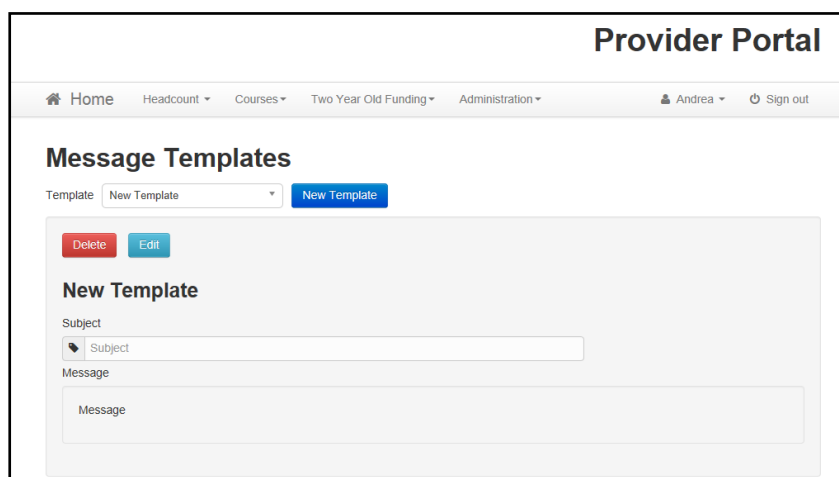 Provider Portal
Home Headcount Courses Two Year Old Funding Administration Andrea Sign out
Message Templates
Template New Template New Template
Delete Edit
New Template
Subject
Subject
Message
Message